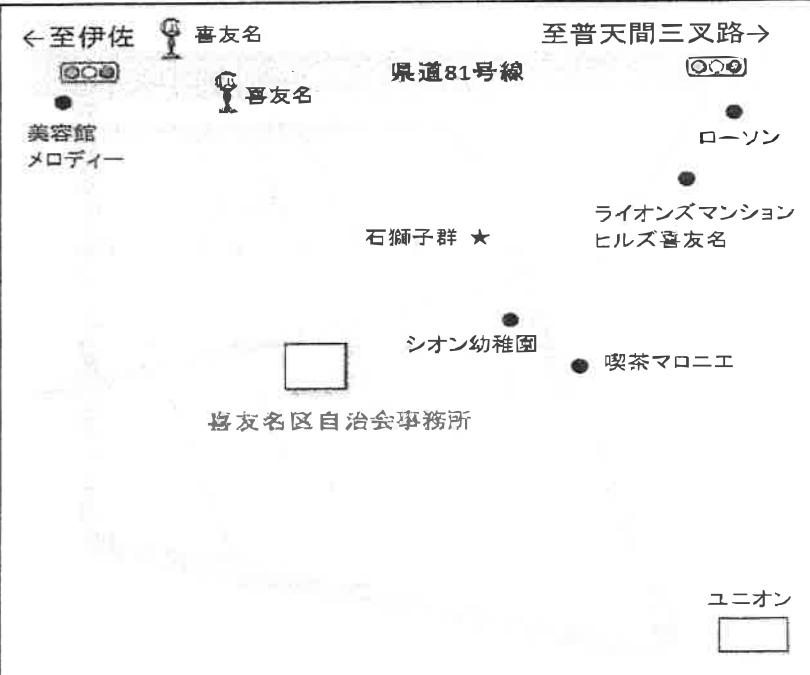 ←至伊佐
喜友名
至普天間三叉路→
県道81号線
喜友名
美容館
メロディー
ローソン
ライオンズマンション
ヒルズ喜友名
石獅子群 ★
シオン幼稚園
喫茶マロニエ
喜友名区自治会事務所
ユニオン